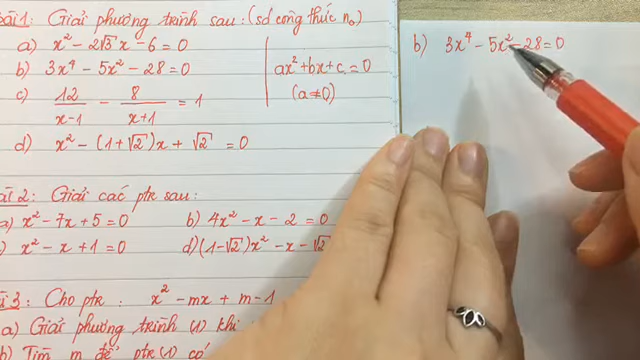 bài 1: Giải phương trình sau: (sd công thức no)
a) x² - 2√3 x - 6 = 0
b) 3x⁴ - 5x² - 28 = 0
c) 12/(x-1) - 8/(x+1) = 1
d) x² - (1+√2)x + √2 = 0
ax² + bx + c = 0
(a≠0)
bài 2: Giải các ptr sau:
a) x² - 7x + 5 = 0
b) 4x² - x - 2 = 0
c) x² - x + 1 = 0
d) (1-√2)x² - x - √2
bài 3: Cho ptr: x² - mx + m - 1
a) Giải phương trình (1) khi
b) Tìm m để ptr (1) có
b) 3x⁴ - 5x² - 28 = 0